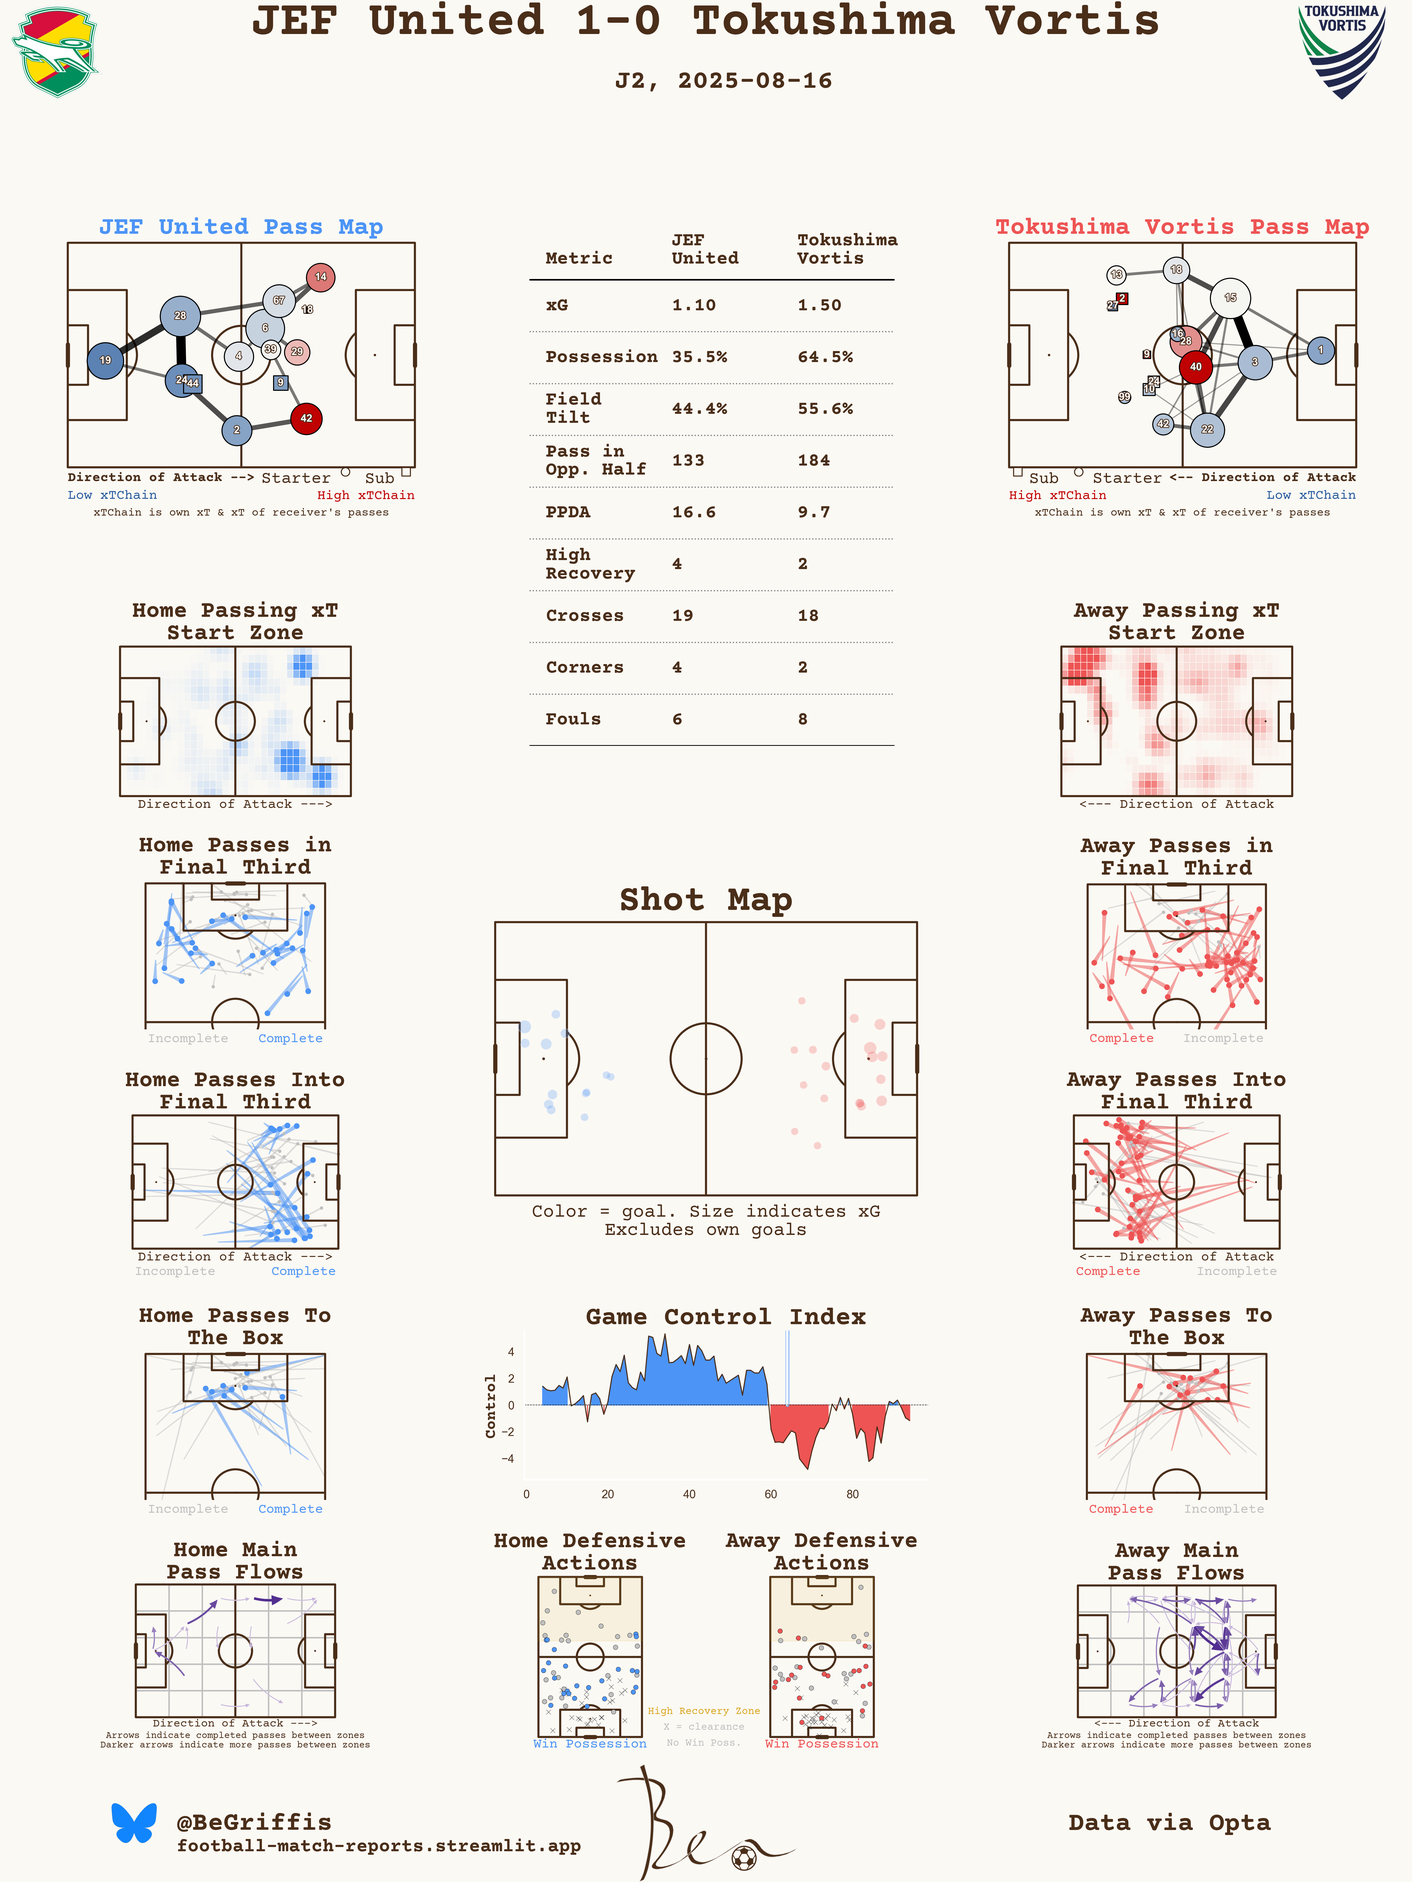 JEF United 1-0 Tokushima Vortis
J2, 2025-08-16
TOKUSHIMA
VORTIS
JEF United Pass Map
19
28
24
44
2
4
6
67
39
29
9
18
14
42
Direction of Attack --> Starter Sub
Low xTChain High xTChain
xTChain is own xT & xT of receiver's passes
Metric JEF United Tokushima Vortis
xG 1.10 1.50
Possession 35.5% 64.5%
Field Tilt 44.4% 55.6%
Pass in Opp. Half 133 184
PPDA 16.6 9.7
High Recovery 4 2
Crosses 19 18
Corners 4 2
Fouls 6 8
Tokushima Vortis Pass Map
13
18
2
27
15
16
28
9
40
3
1
24
10
99
42
22
Sub Starter <-- Direction of Attack
High xTChain Low xTChain
xTChain is own xT & xT of receiver's passes
Home Passing xT
Start Zone
Direction of Attack --->
Away Passing xT
Start Zone
<--- Direction of Attack
Home Passes in
Final Third
Incomplete Complete
Away Passes in
Final Third
Complete Incomplete
Shot Map
Color = goal. Size indicates xG
Excludes own goals
Home Passes Into
Final Third
Direction of Attack --->
Incomplete Complete
Away Passes Into
Final Third
<--- Direction of Attack
Complete Incomplete
Home Passes To
The Box
Incomplete Complete
Game Control Index
Control
4
2
0
−2
−4
0 20 40 60 80
Away Passes To
The Box
Complete Incomplete
Home Main
Pass Flows
Direction of Attack --->
Arrows indicate completed passes between zones
Darker arrows indicate more passes between zones
Home Defensive
Actions
Win Possession
Away Defensive
Actions
Win Possession
High Recovery Zone
X = clearance
No Win Poss.
Away Main
Pass Flows
<--- Direction of Attack
Arrows indicate completed passes between zones
Darker arrows indicate more passes between zones
@BeGriffis
football-match-reports.streamlit.app
Ben
Data via Opta